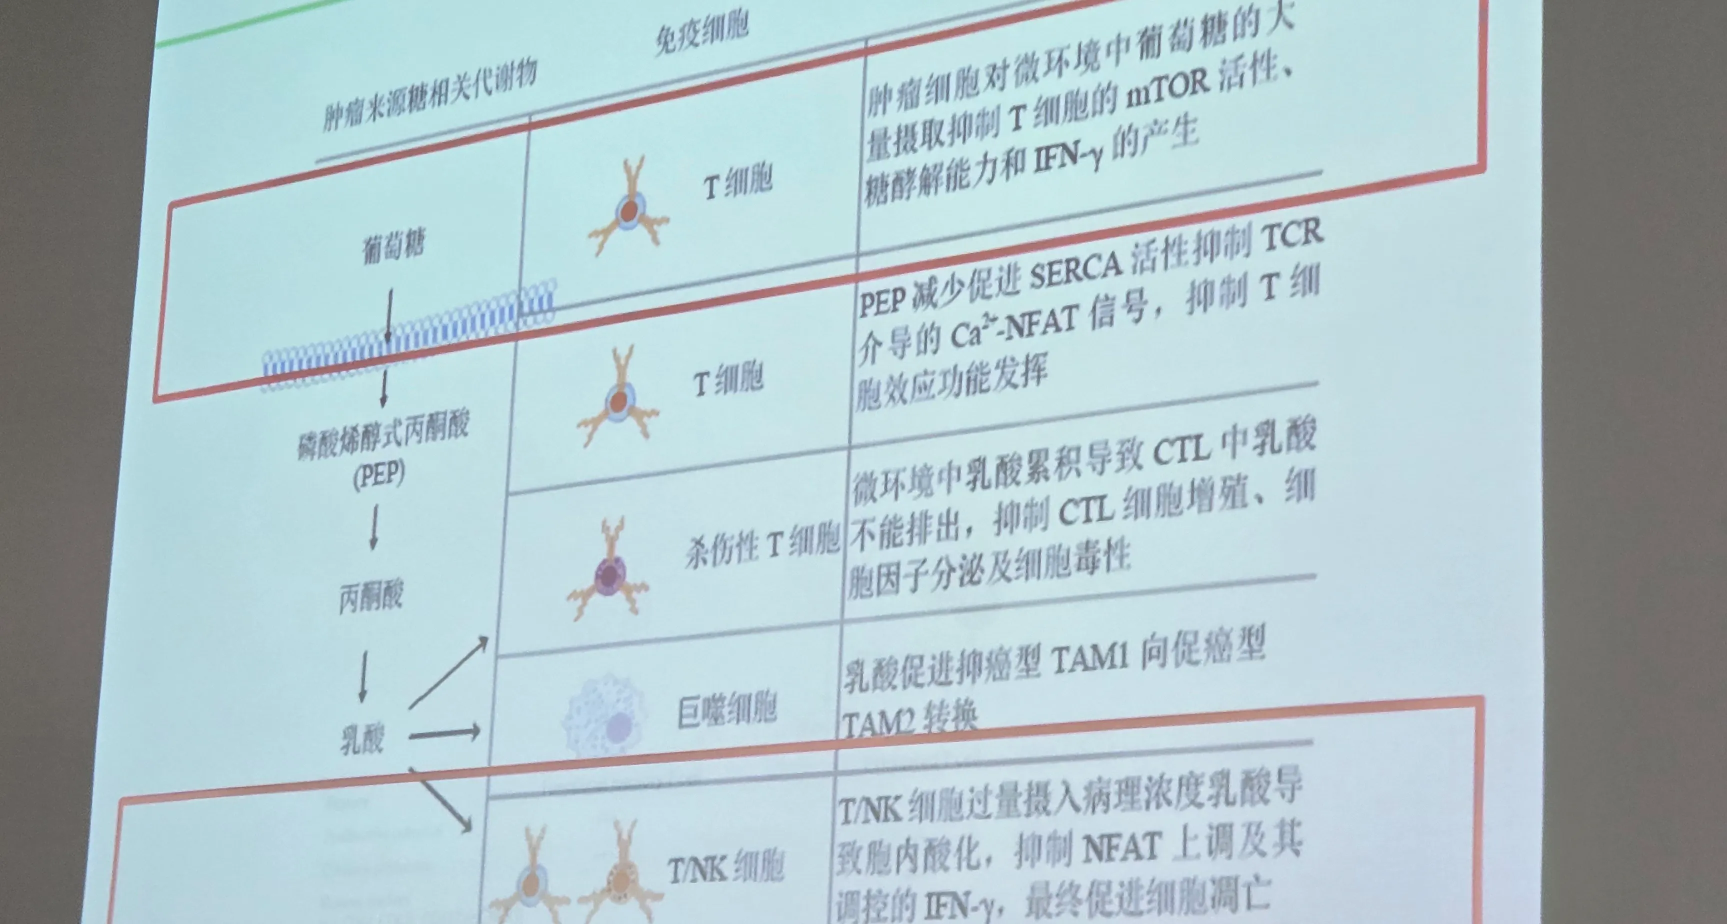 免疫细胞
肿瘤来源糖相关代谢物
葡萄糖
T 细胞
肿瘤细胞对微环境中葡萄糖的大
量摄取抑制 T 细胞的 mTOR 活性、
糖酵解能力和 IFN-γ 的产生
T 细胞
PEP 减少促进 SERCA 活性抑制 TCR
介导的 Ca²⁺-NFAT 信号，抑制 T 细
胞效应功能发挥
磷酸烯醇式丙酮酸
(PEP)
杀伤性 T 细胞
微环境中乳酸累积导致 CTL 中乳酸
不能排出，抑制 CTL 细胞增殖、细
胞因子分泌及细胞毒性
丙酮酸
乳酸
巨噬细胞
乳酸促进抑癌型 TAM1 向促癌型
TAM2 转换
T/NK 细胞
T/NK 细胞过量摄入病理浓度乳酸导
致胞内酸化，抑制 NFAT 上调及其
调控的 IFN-γ，最终促进细胞凋亡